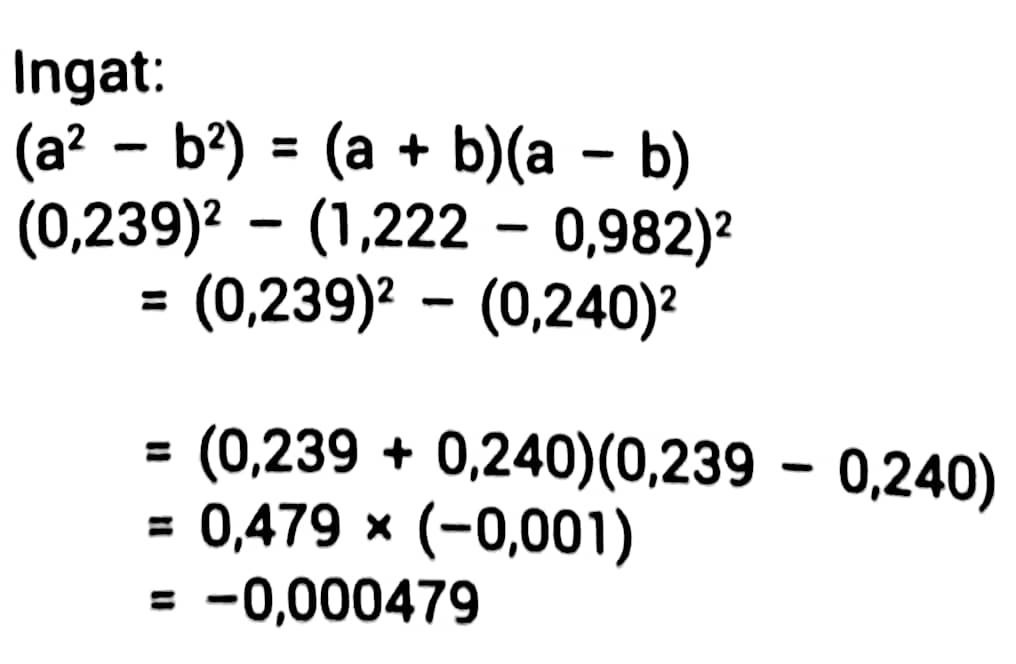 Ingat:
(a² − b²) = (a + b)(a − b)
(0,239)² − (1,222 − 0,982)²
= (0,239)² − (0,240)²
= (0,239 + 0,240)(0,239 − 0,240)
= 0,479 × (−0,001)
= −0,000479